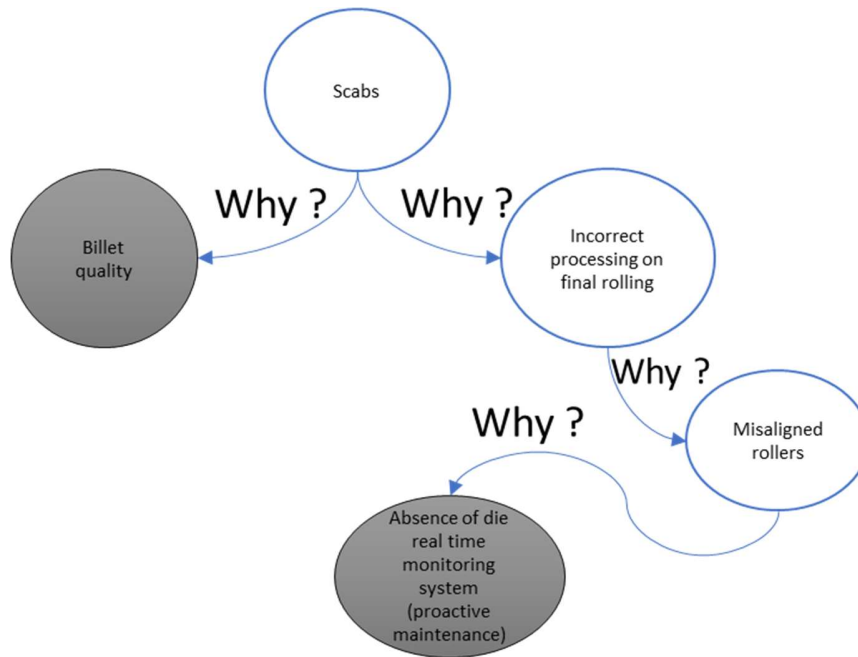 Scabs
Why ?
Why ?
Billet
quality
Incorrect
processing on
final rolling
Why ?
Why ?
Misaligned
rollers
Absence of die
real time
monitoring
system
(proactive
maintenance)